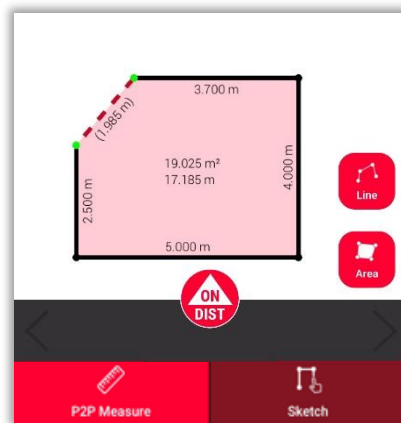 3.700 m
(1.985 m)
19.025 m²
17.185 m
4.000 m
2.500 m
5.000 m
Line
Area
ON
DIST
P2P Measure
Sketch